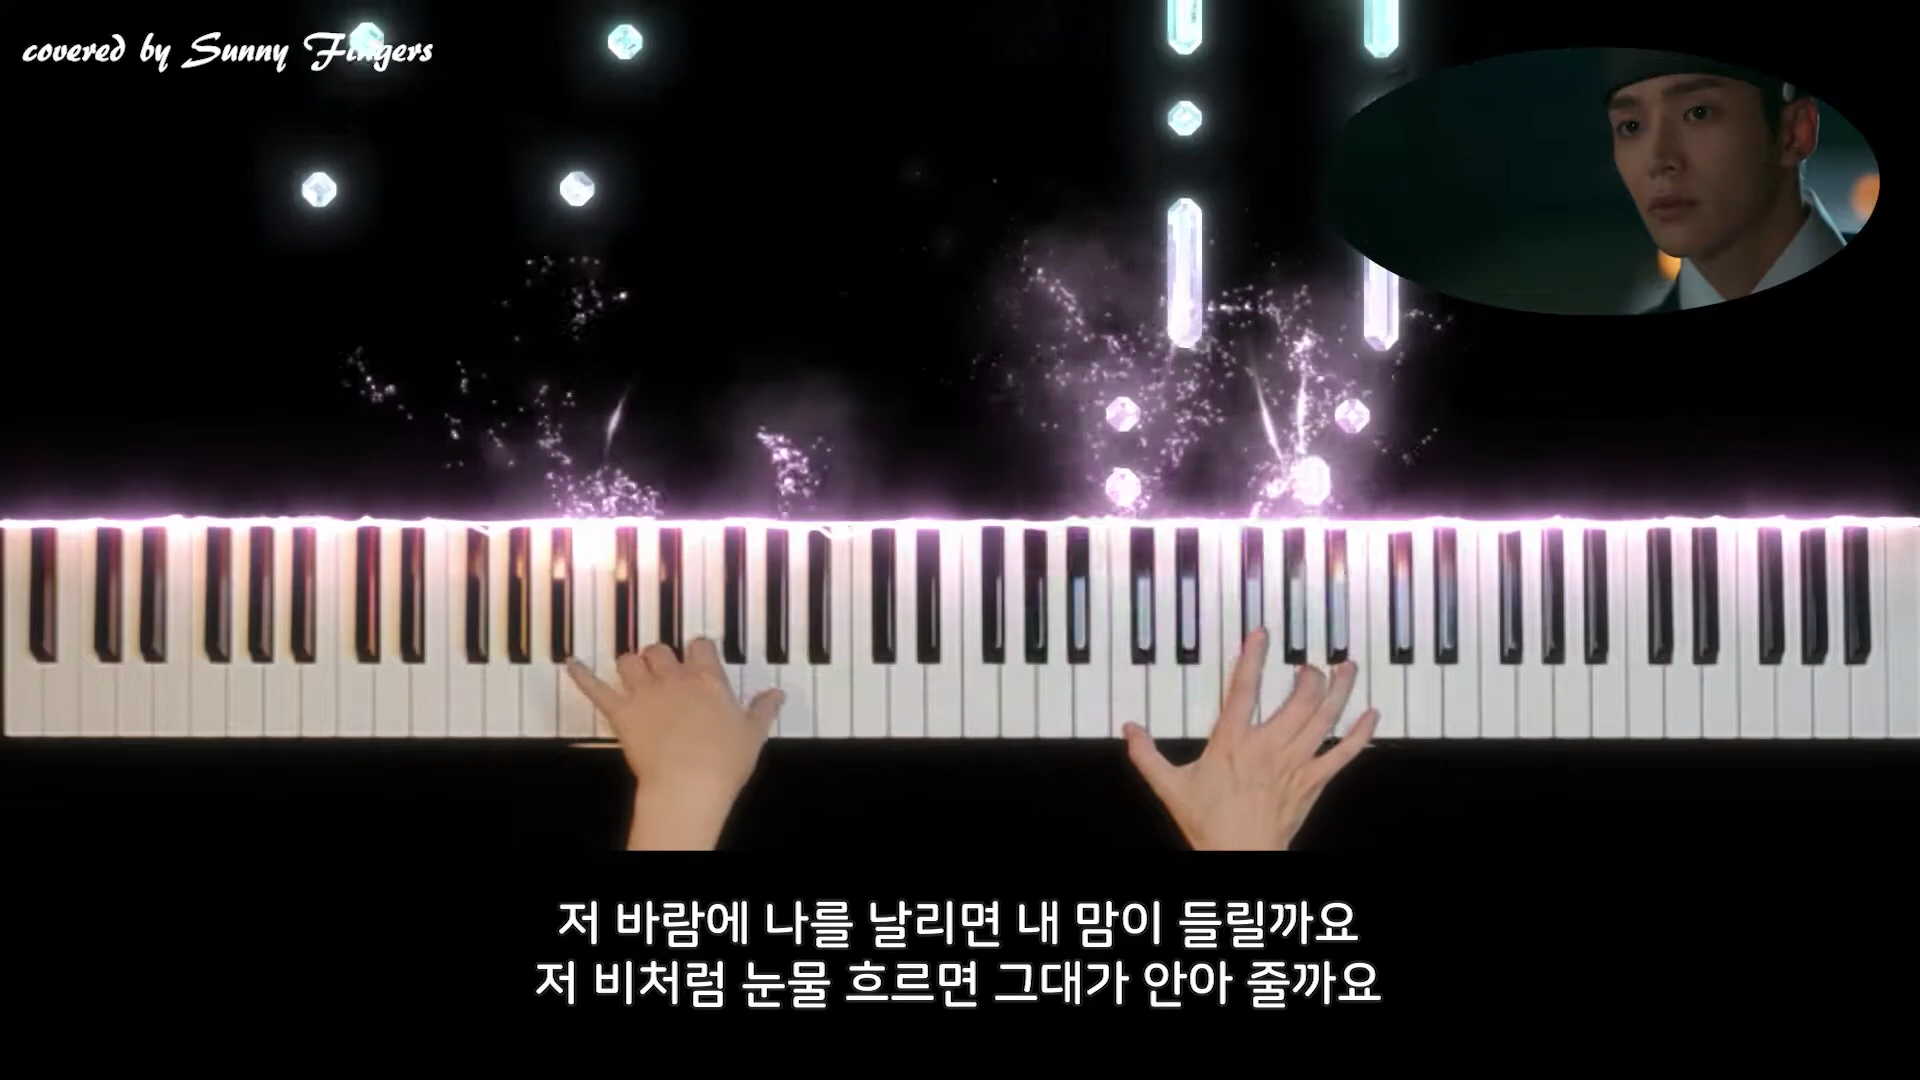 covered by Sunny Fingers
저 바람에 나를 날리면 내 맘이 들릴까요
저 비처럼 눈물 흐르면 그대가 안아 줄까요